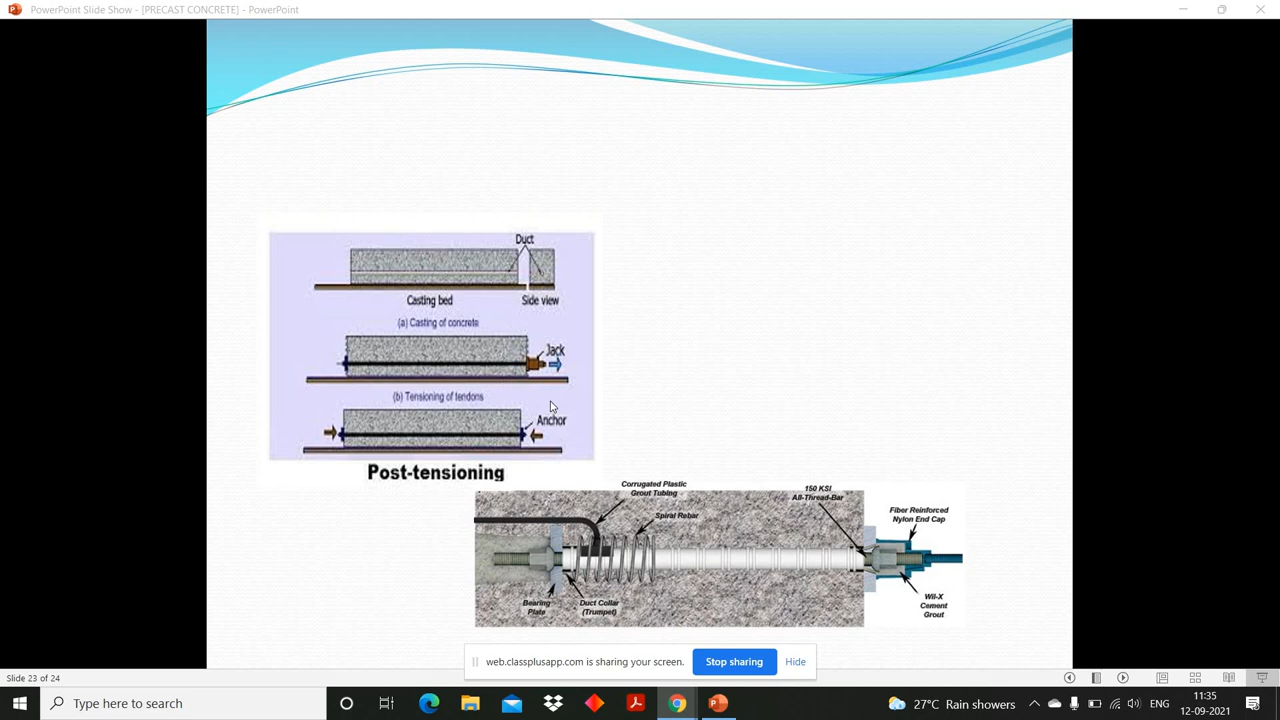 PowerPoint Slide Show - [PRECAST CONCRETE] - PowerPoint
Duct
Casting bed
Side view
(a) Casting of concrete
Jack
(b) Tensioning of tendons
Anchor
Post-tensioning
Corrugated Plastic
Grout Tubing
150 KSI
All-Thread-Bar
Spiral Rebar
Fiber Reinforced
Nylon End Cap
Bearing
Plate
Duct Collar
(Trumpet)
Wil-X
Cement
Grout
web.classplusapp.com is sharing your screen.
Stop sharing
Hide
Slide 23 of 24
Type here to search
27°C Rain showers
ENG
11:35
12-09-2021